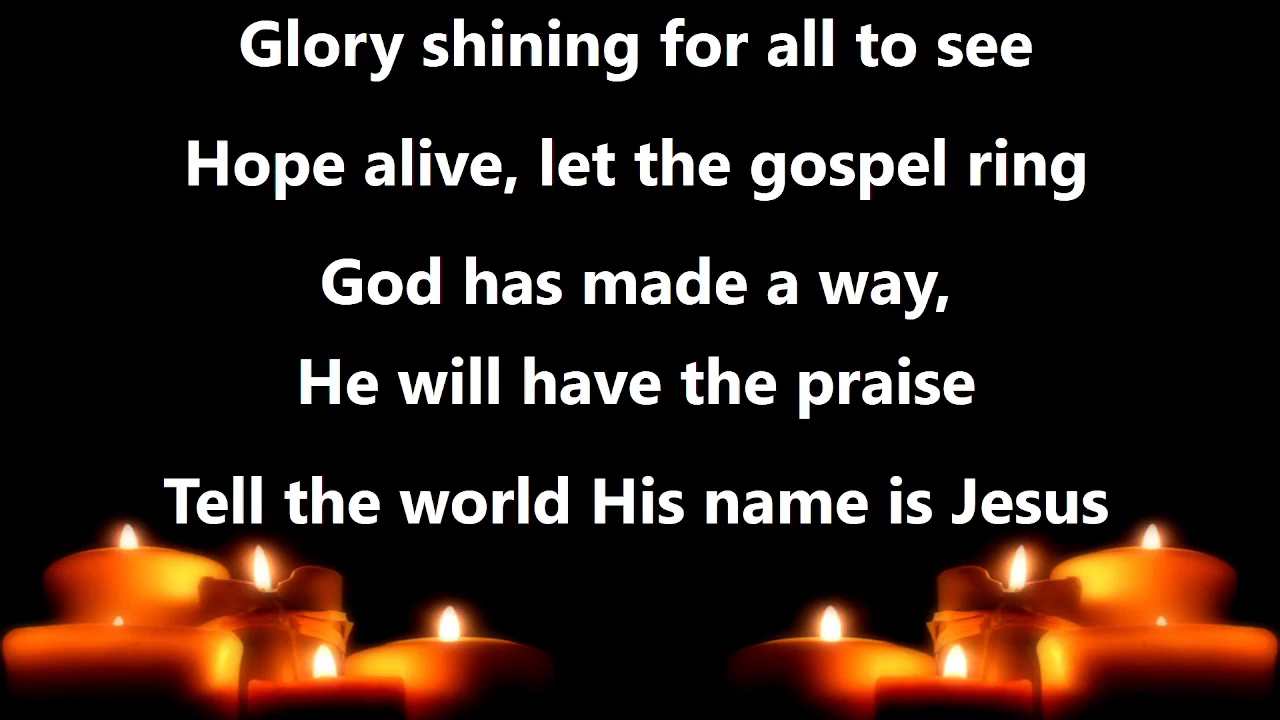 Glory shining for all to see
Hope alive, let the gospel ring
God has made a way,
He will have the praise
Tell the world His name is Jesus